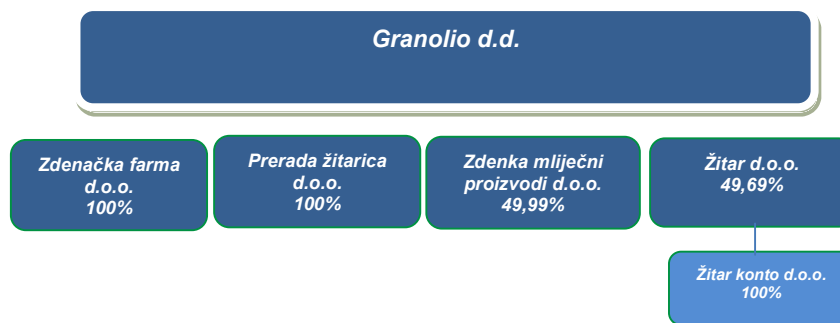 Granolio d.d.
Zdenačka farma
d.o.o.
100%
Prerada žitarica
d.o.o.
100%
Zdenka mliječni
proizvodi d.o.o.
49,99%
Žitar d.o.o.
49,69%
Žitar konto d.o.o.
100%